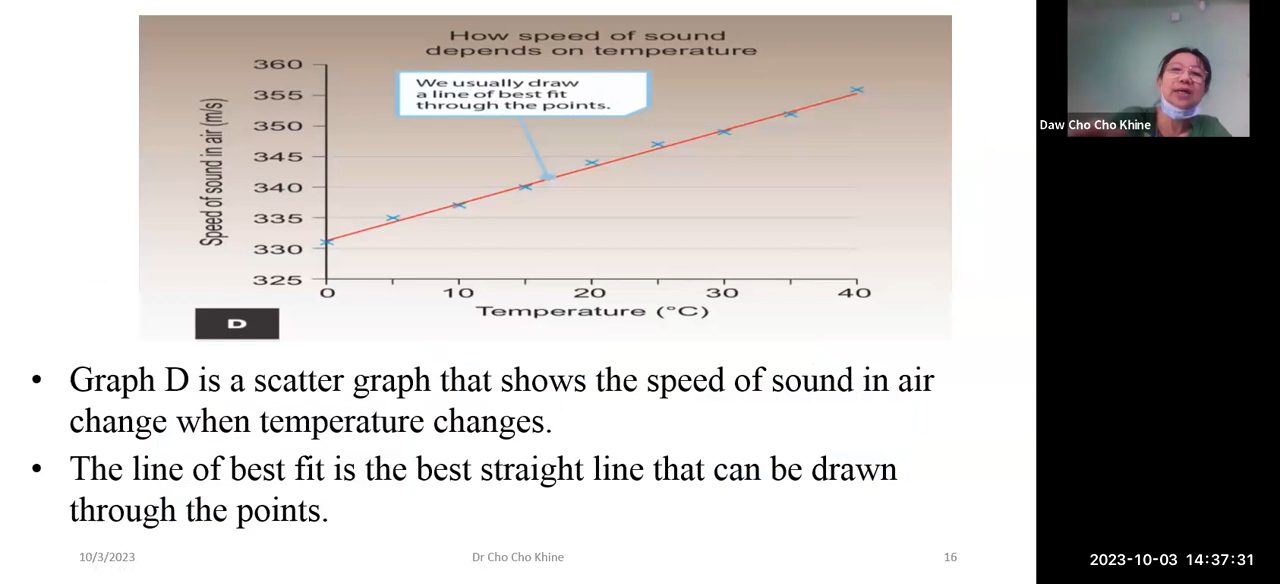 How speed of sound
depends on temperature
We usually draw
a line of best fit
through the points.
Speed of sound in air (m/s)
360
355
350
345
340
335
330
325
0 10 20 30 40
Temperature (°C)
D
Daw Cho Cho Khine
• Graph D is a scatter graph that shows the speed of sound in air
change when temperature changes.
• The line of best fit is the best straight line that can be drawn
through the points.
10/3/2023 Dr Cho Cho Khine 16
2023-10-03 14:37:31